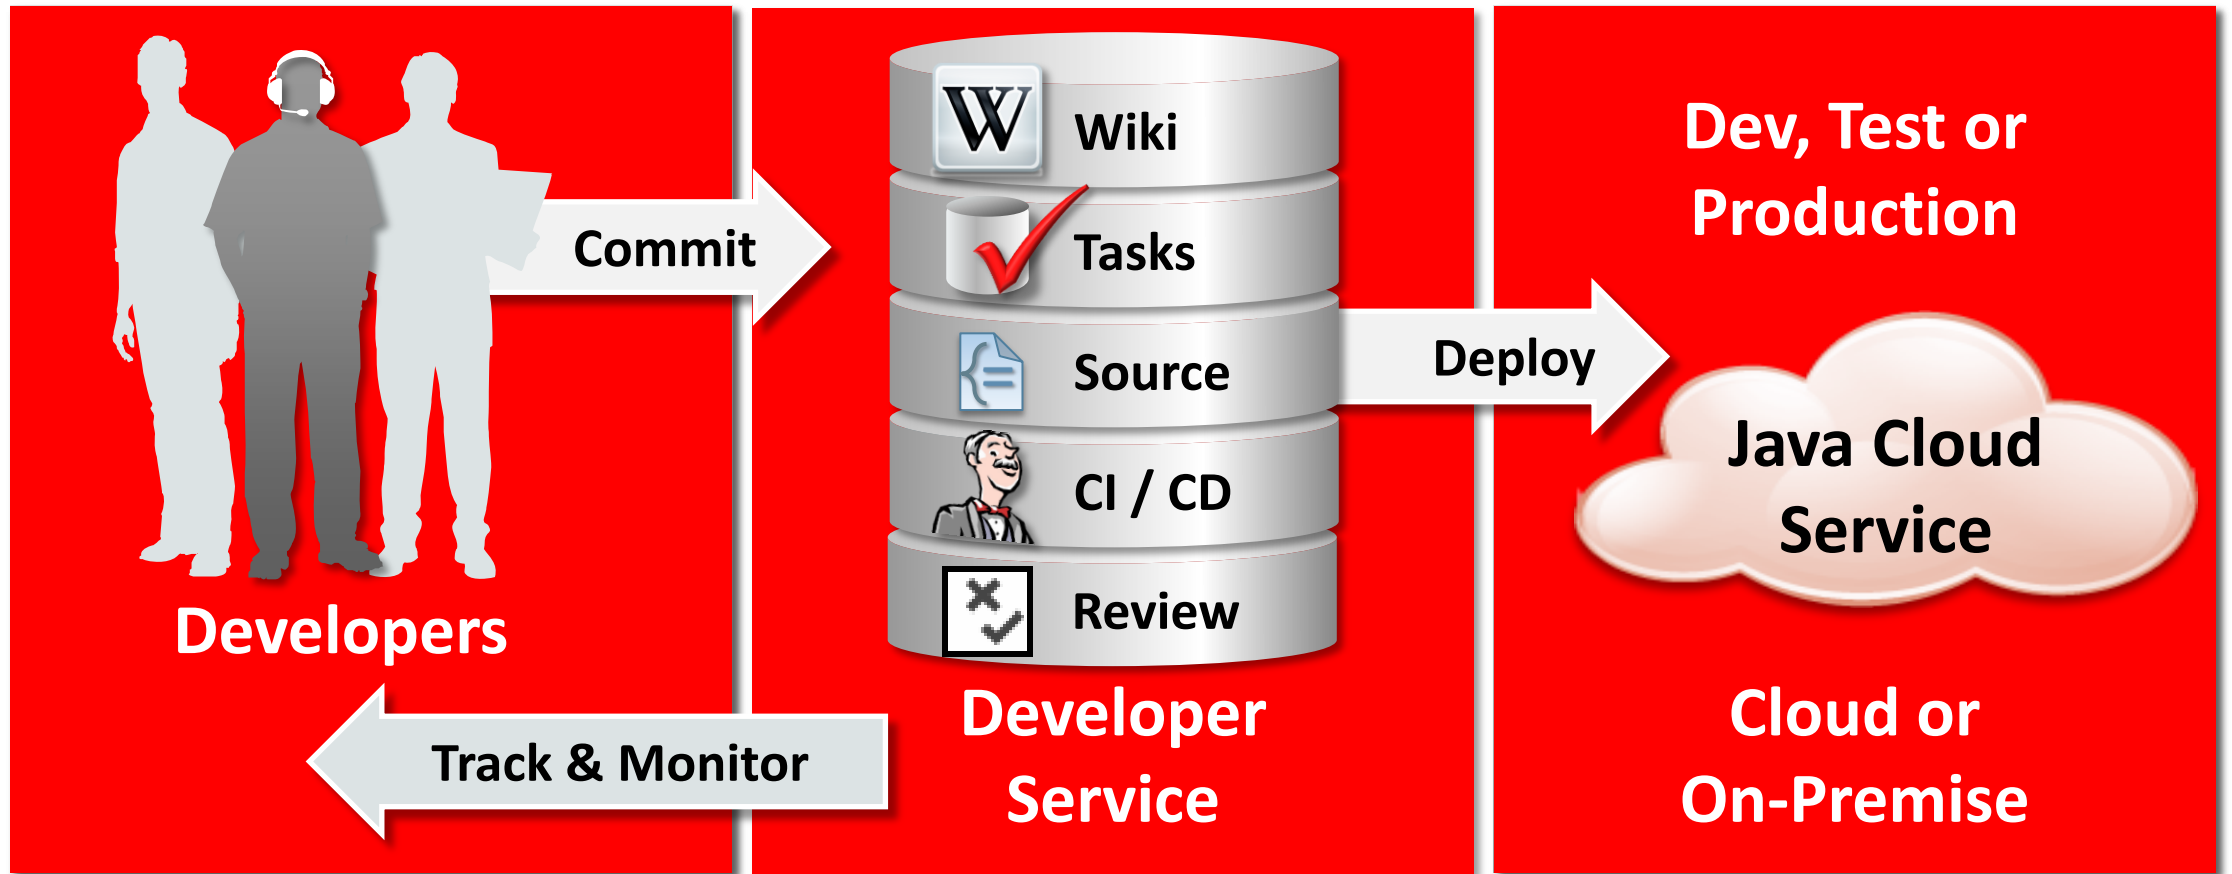 Developers
Commit
Track & Monitor
W
Wiki
Tasks
Source
CI / CD
Review
Developer
Service
Deploy
Dev, Test or
Production
Java Cloud
Service
Cloud or
On-Premise